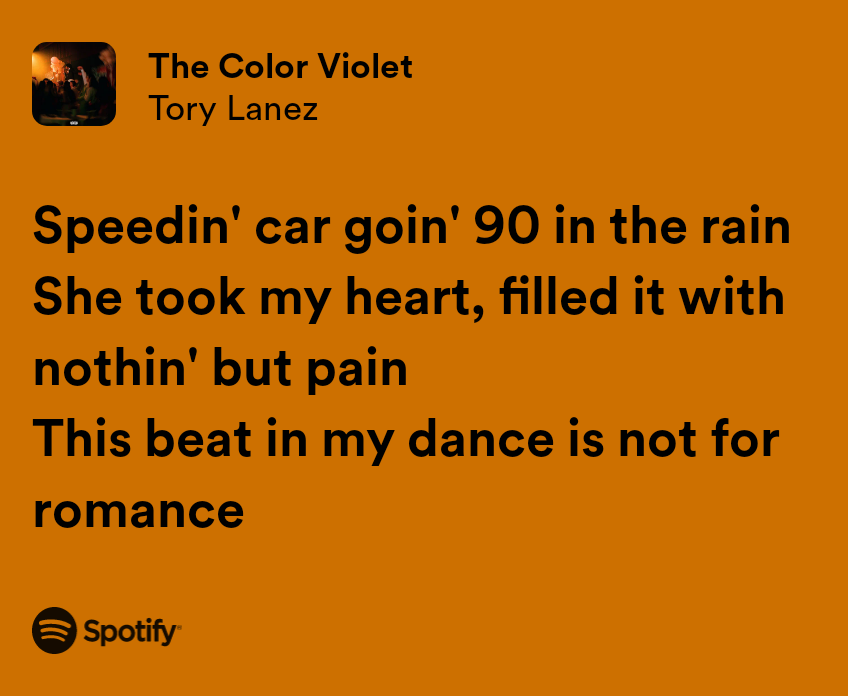 The Color Violet
Tory Lanez
Speedin' car goin' 90 in the rain
She took my heart, filled it with
nothin' but pain
This beat in my dance is not for
romance
Spotify